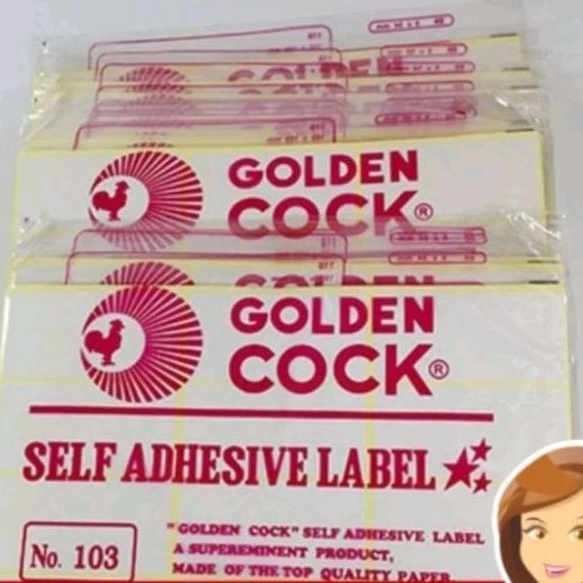 GOLDEN
COCK®
GOLDEN
COCK®
SELF ADHESIVE LABEL
No. 103
"GOLDEN COCK" SELF ADHESIVE LABEL
A SUPEREMINENT PRODUCT,
MADE OF THE TOP QUALITY PAPER